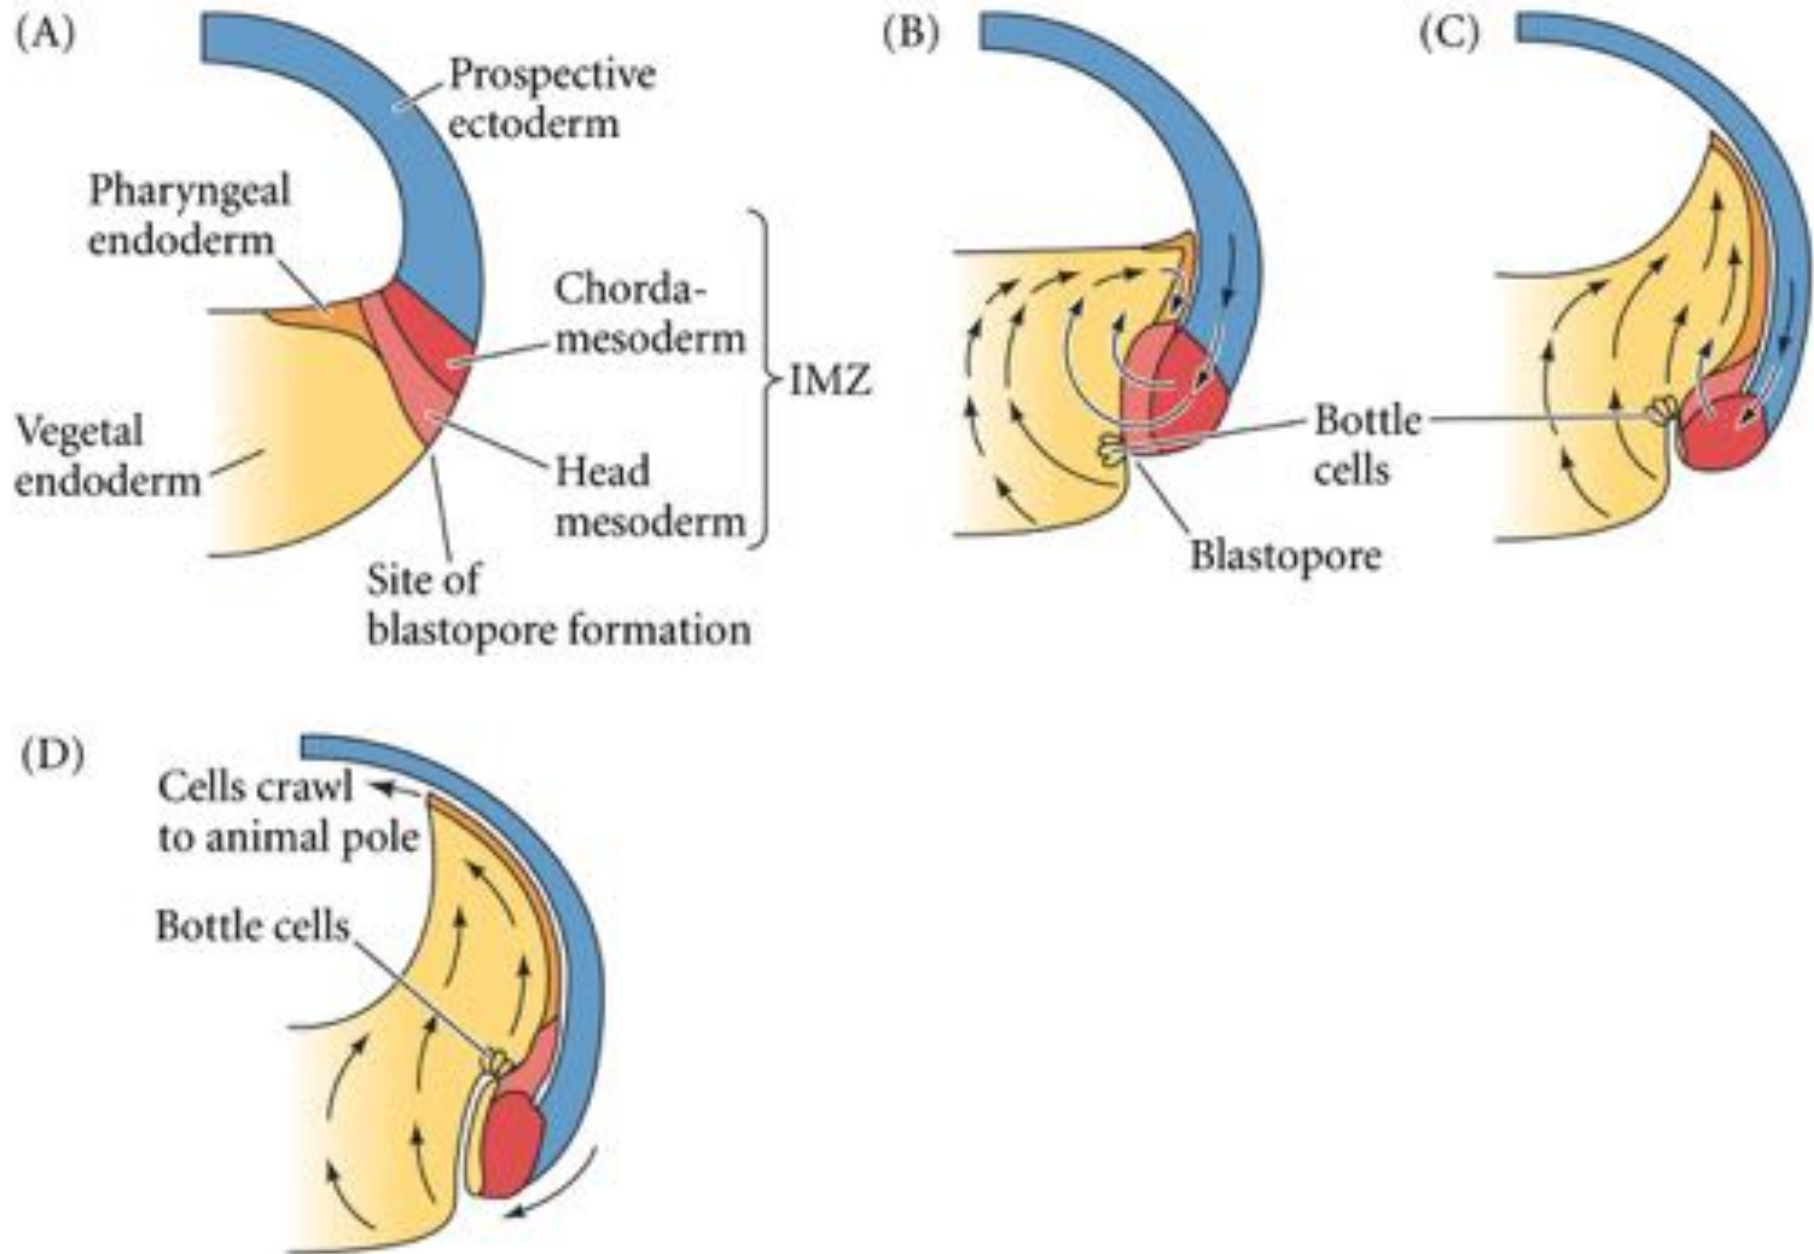 (A)
Prospective
ectoderm
Pharyngeal
endoderm
Chorda-
mesoderm
IMZ
Vegetal
endoderm
Head
mesoderm
Site of
blastopore formation
(B)
(C)
Bottle
cells
Blastopore
(D)
Cells crawl
to animal pole
Bottle cells